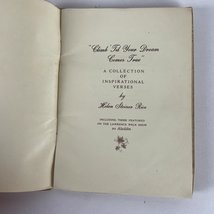 "Climb 'Til Your Dream
Comes True"
A COLLECTION
OF
INSPIRATIONAL
VERSES
by
Helen Steiner Rice
INCLUDING THOSE FEATURED
ON THE LAWRENCE WELK SHOW
BY Aladdin